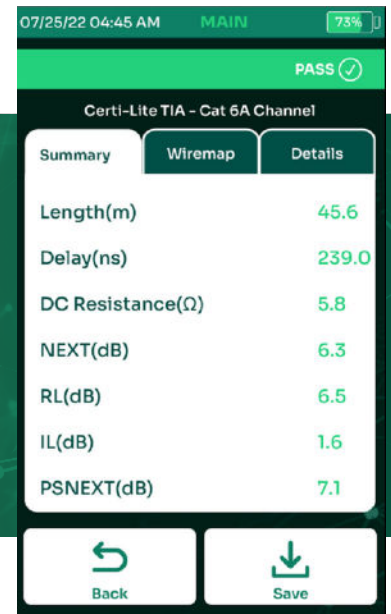 07/25/22 04:45 AM MAIN 73%
PASS
Certi-Lite TIA - Cat 6A Channel
Summary Wiremap Details
Length(m) 45.6
Delay(ns) 239.0
DC Resistance(Ω) 5.8
NEXT(dB) 6.3
RL(dB) 6.5
IL(dB) 1.6
PSNEXT(dB) 7.1
Back Save